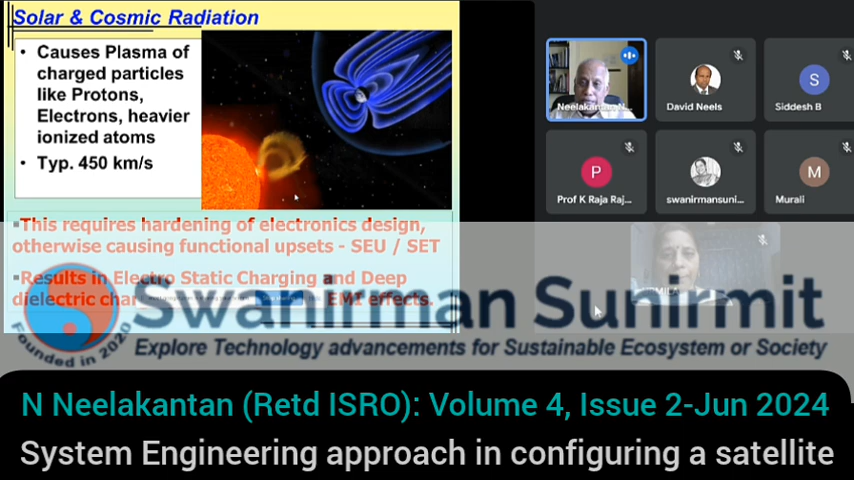 Solar & Cosmic Radiation
• Causes Plasma of
charged particles
like Protons,
Electrons, heavier
ionized atoms
• Typ. 450 km/s
▪This requires hardening of electronics design,
otherwise causing functional upsets - SEU / SET
▪Results in Electro Static Charging and Deep
dielectric char
EMI effects.
Neelakantan N...
David Neels
S
Siddesh B
P
Prof K Raja Raj...
swanirmansuni...
M
Murali
Swanirman Sunirmit
Founded in 2020
Explore Technology advancements for Sustainable Ecosystem or Society
N Neelakantan (Retd ISRO): Volume 4, Issue 2-Jun 2024
System Engineering approach in configuring a satellite